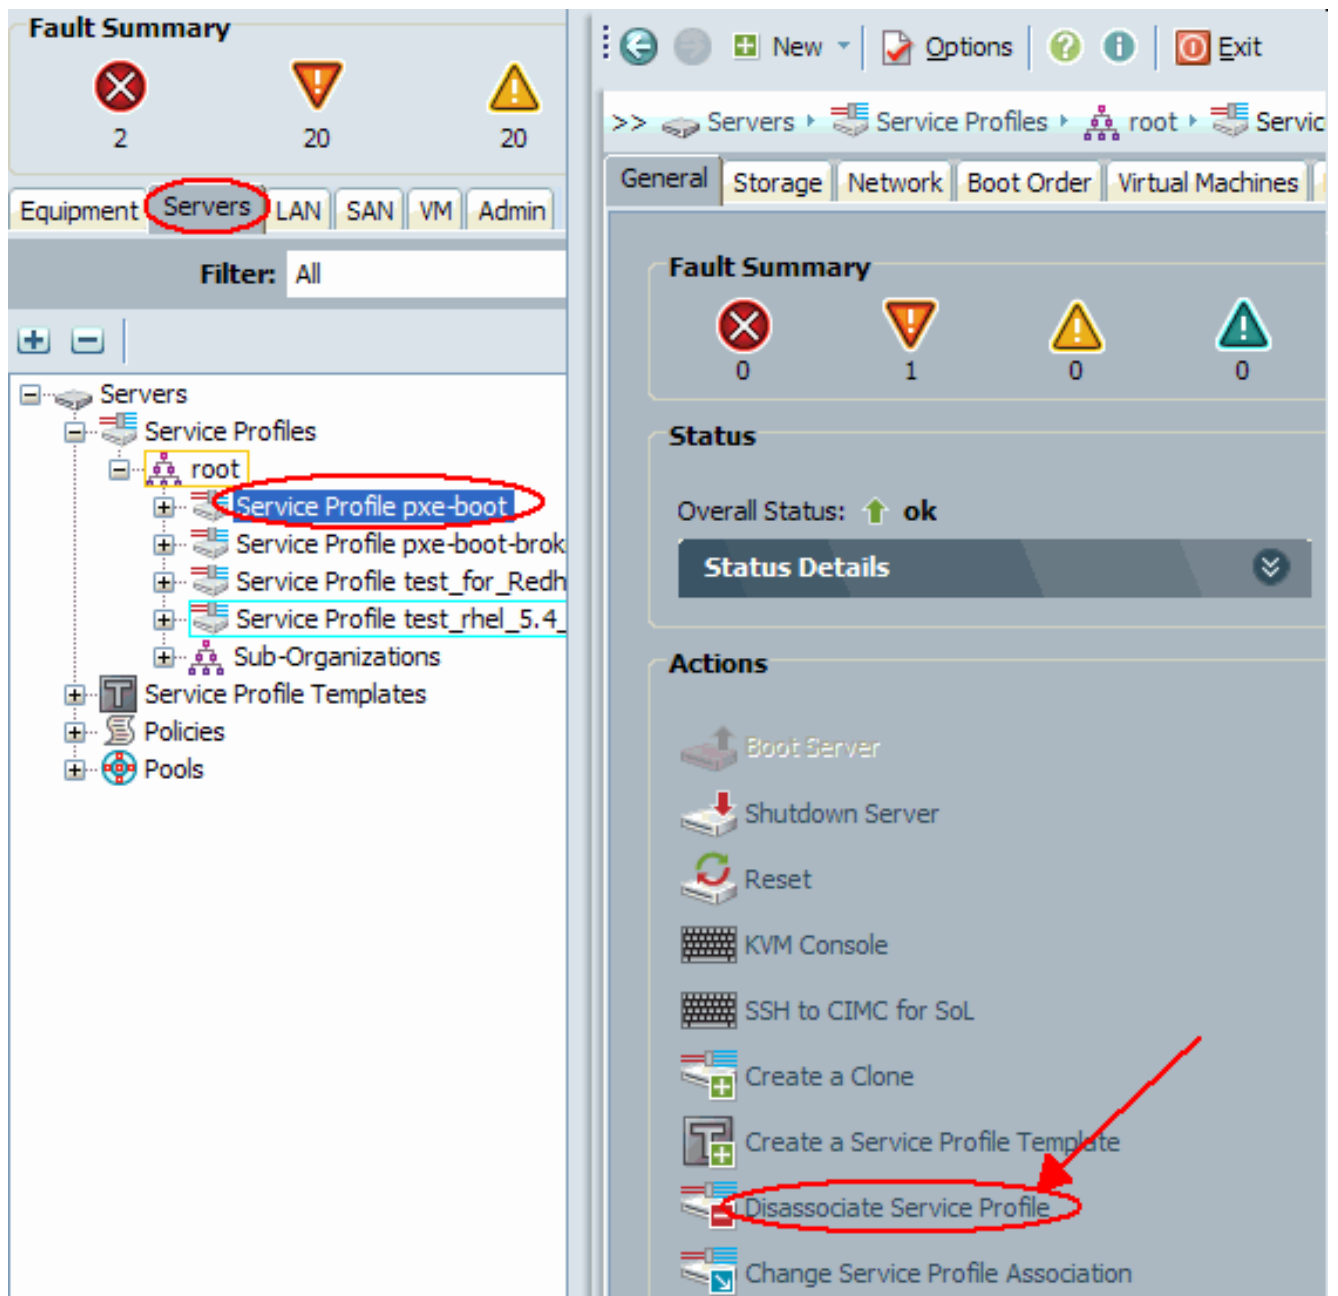 Fault Summary
2 20 20
Equipment Servers LAN SAN VM Admin
Filter: All
Servers
Service Profiles
root
Service Profile pxe-boot
Service Profile pxe-boot-brok
Service Profile test_for_Redh
Service Profile test_rhel_5.4_
Sub-Organizations
Service Profile Templates
Policies
Pools
New Options Exit
>> Servers Service Profiles root Servic
General Storage Network Boot Order Virtual Machines
Fault Summary
0 1 0 0
Status
Overall Status: ok
Status Details
Actions
Boot Server
Shutdown Server
Reset
KVM Console
SSH to CIMC for SoL
Create a Clone
Create a Service Profile Template
Disassociate Service Profile
Change Service Profile Association